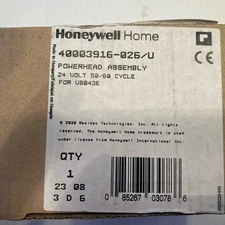 Honeywell Home
40003916-026/U
POWERHEAD ASSEMBLY
24 VOLT 50/60 CYCLE
FOR V8043E
© 2020 Resideo Technologies, Inc. All rights
reserved. The Honeywell Home trademark is used
under license from Honeywell International Inc.
QTY
1
23 08
3 D 6
0 85267 03078 6